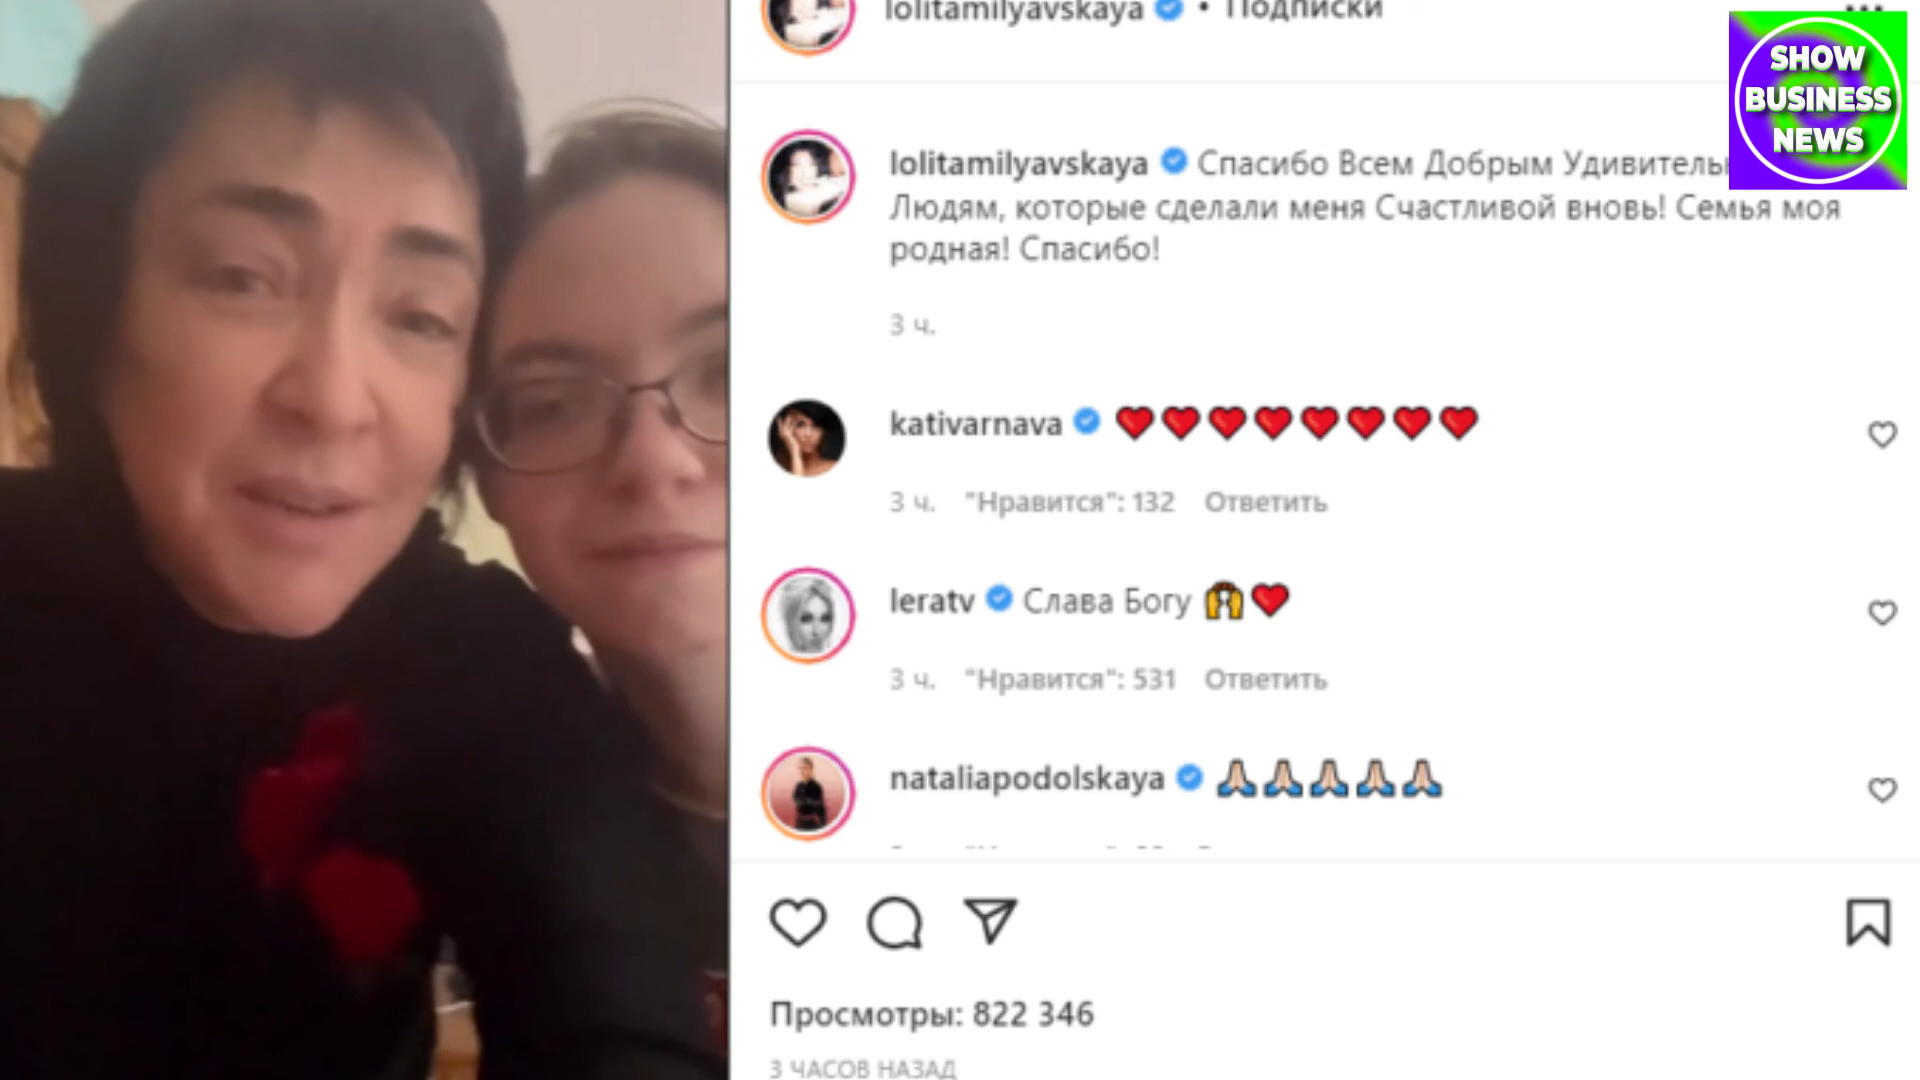 lolitamilyavskaya • Подписки
SHOW
BUSINESS
NEWS
lolitamilyavskaya Спасибо Всем Добрым
Людям, которые сделали меня Счастливой вновь! Семья моя
родная! Спасибо!
3 ч.
kativarnava ❤️❤️❤️❤️❤️❤️❤️❤️
3 ч. "Нравится": 132 Ответить
leratv Слава Богу 🙌❤️
3 ч. "Нравится": 531 Ответить
nataliapodolskaya 🙏🏻🙏🏻🙏🏻🙏🏻🙏🏻
Просмотры: 822 346
3 ЧАСОВ НАЗАД